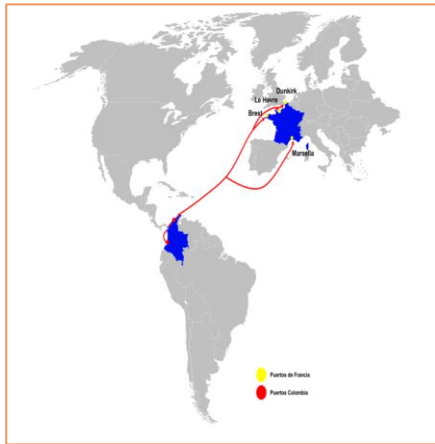 Dunkirk
Le Havre
Brest
Marsella
Puertos de Francia
Puertos Colombia